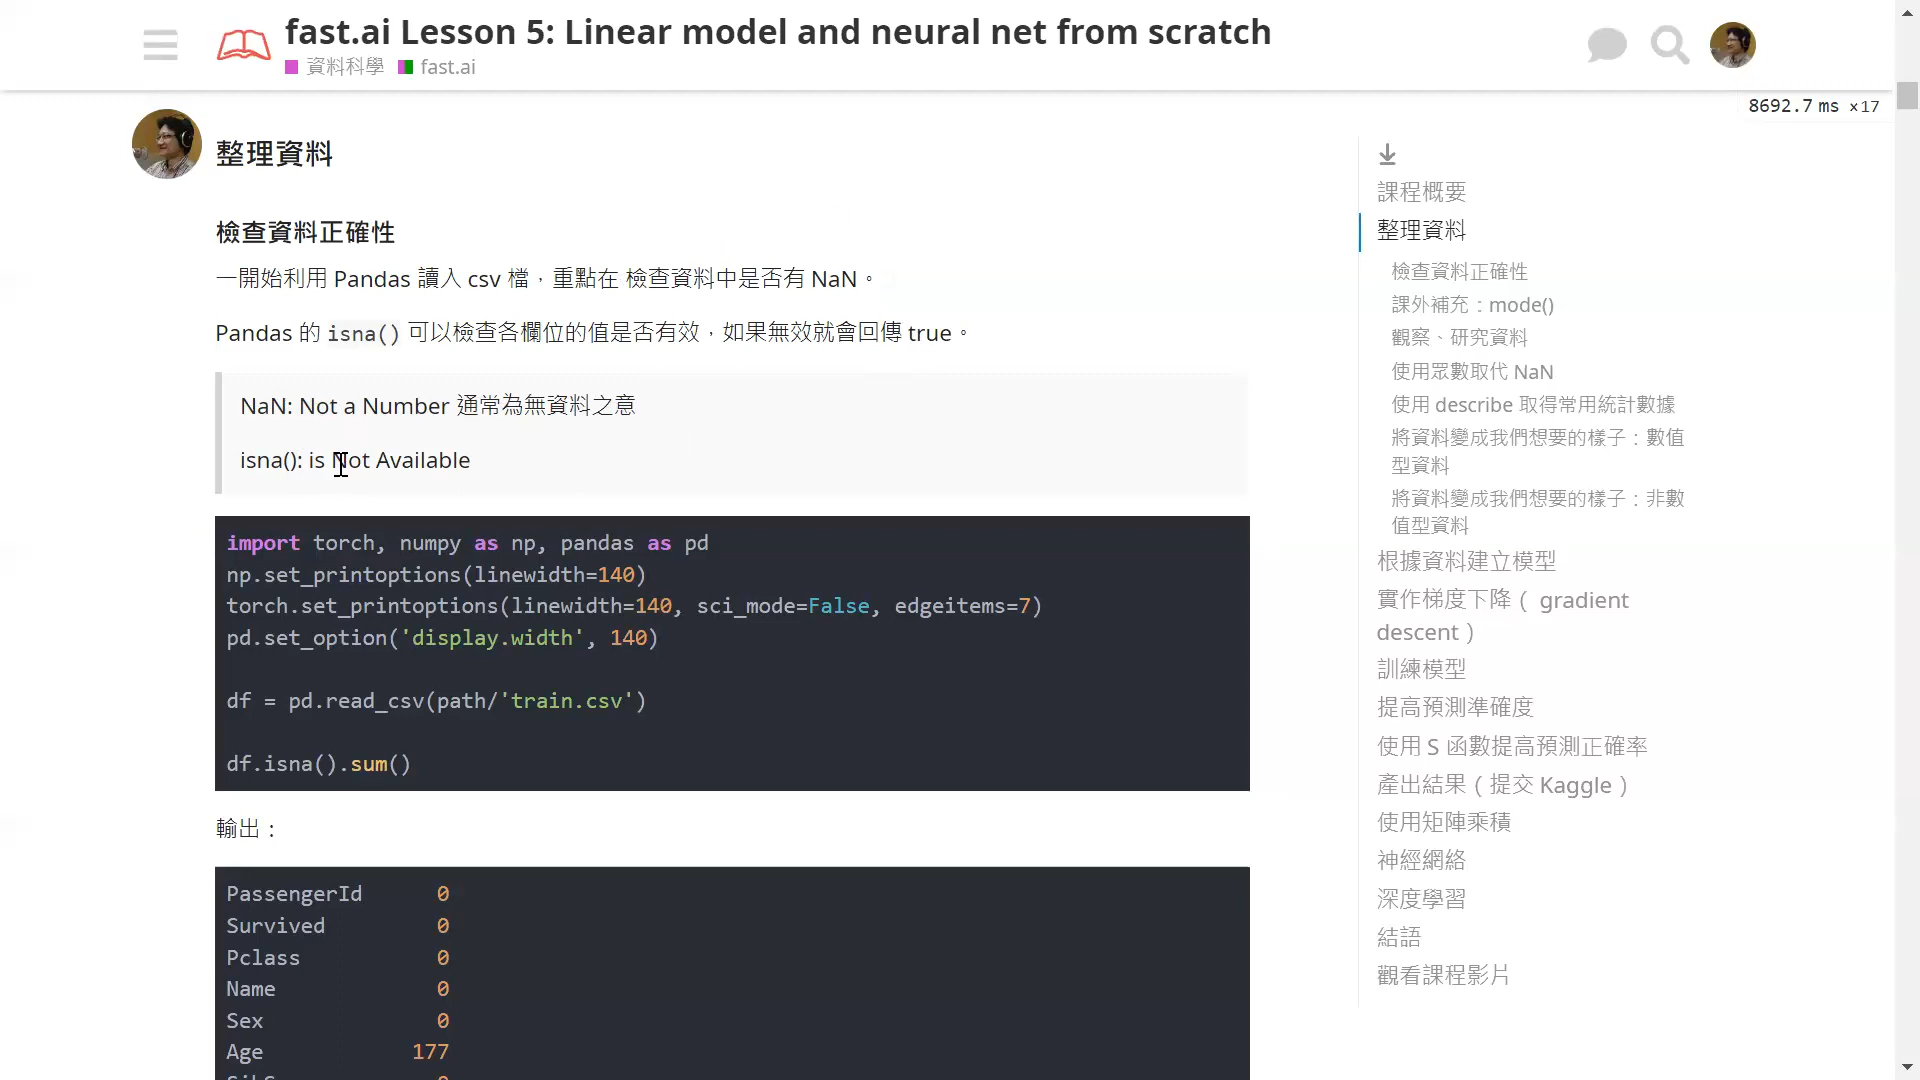 fast.ai Lesson 5: Linear model and neural net from scratch
資料科學 fast.ai
8692.7 ms ×17
整理資料
檢查資料正確性
一開始利用 Pandas 讀入 csv 檔，重點在 檢查資料中是否有 NaN。
Pandas 的 isna() 可以檢查各欄位的值是否有效，如果無效就會回傳 true。
NaN: Not a Number 通常為無資料之意
isna(): is Not Available
import torch, numpy as np, pandas as pd
np.set_printoptions(linewidth=140)
torch.set_printoptions(linewidth=140, sci_mode=False, edgeitems=7)
pd.set_option('display.width', 140)
df = pd.read_csv(path/'train.csv')
df.isna().sum()
輸出：
PassengerId 0
Survived 0
Pclass 0
Name 0
Sex 0
Age 177
課程概要
整理資料
檢查資料正確性
課外補充：mode()
觀察、研究資料
使用眾數取代 NaN
使用 describe 取得常用統計數據
將資料變成我們想要的樣子：數值
型資料
將資料變成我們想要的樣子：非數
值型資料
根據資料建立模型
實作梯度下降（ gradient
descent ）
訓練模型
提高預測準確度
使用 S 函數提高預測正確率
產出結果（提交 Kaggle ）
使用矩陣乘積
神經網絡
深度學習
結語
觀看課程影片